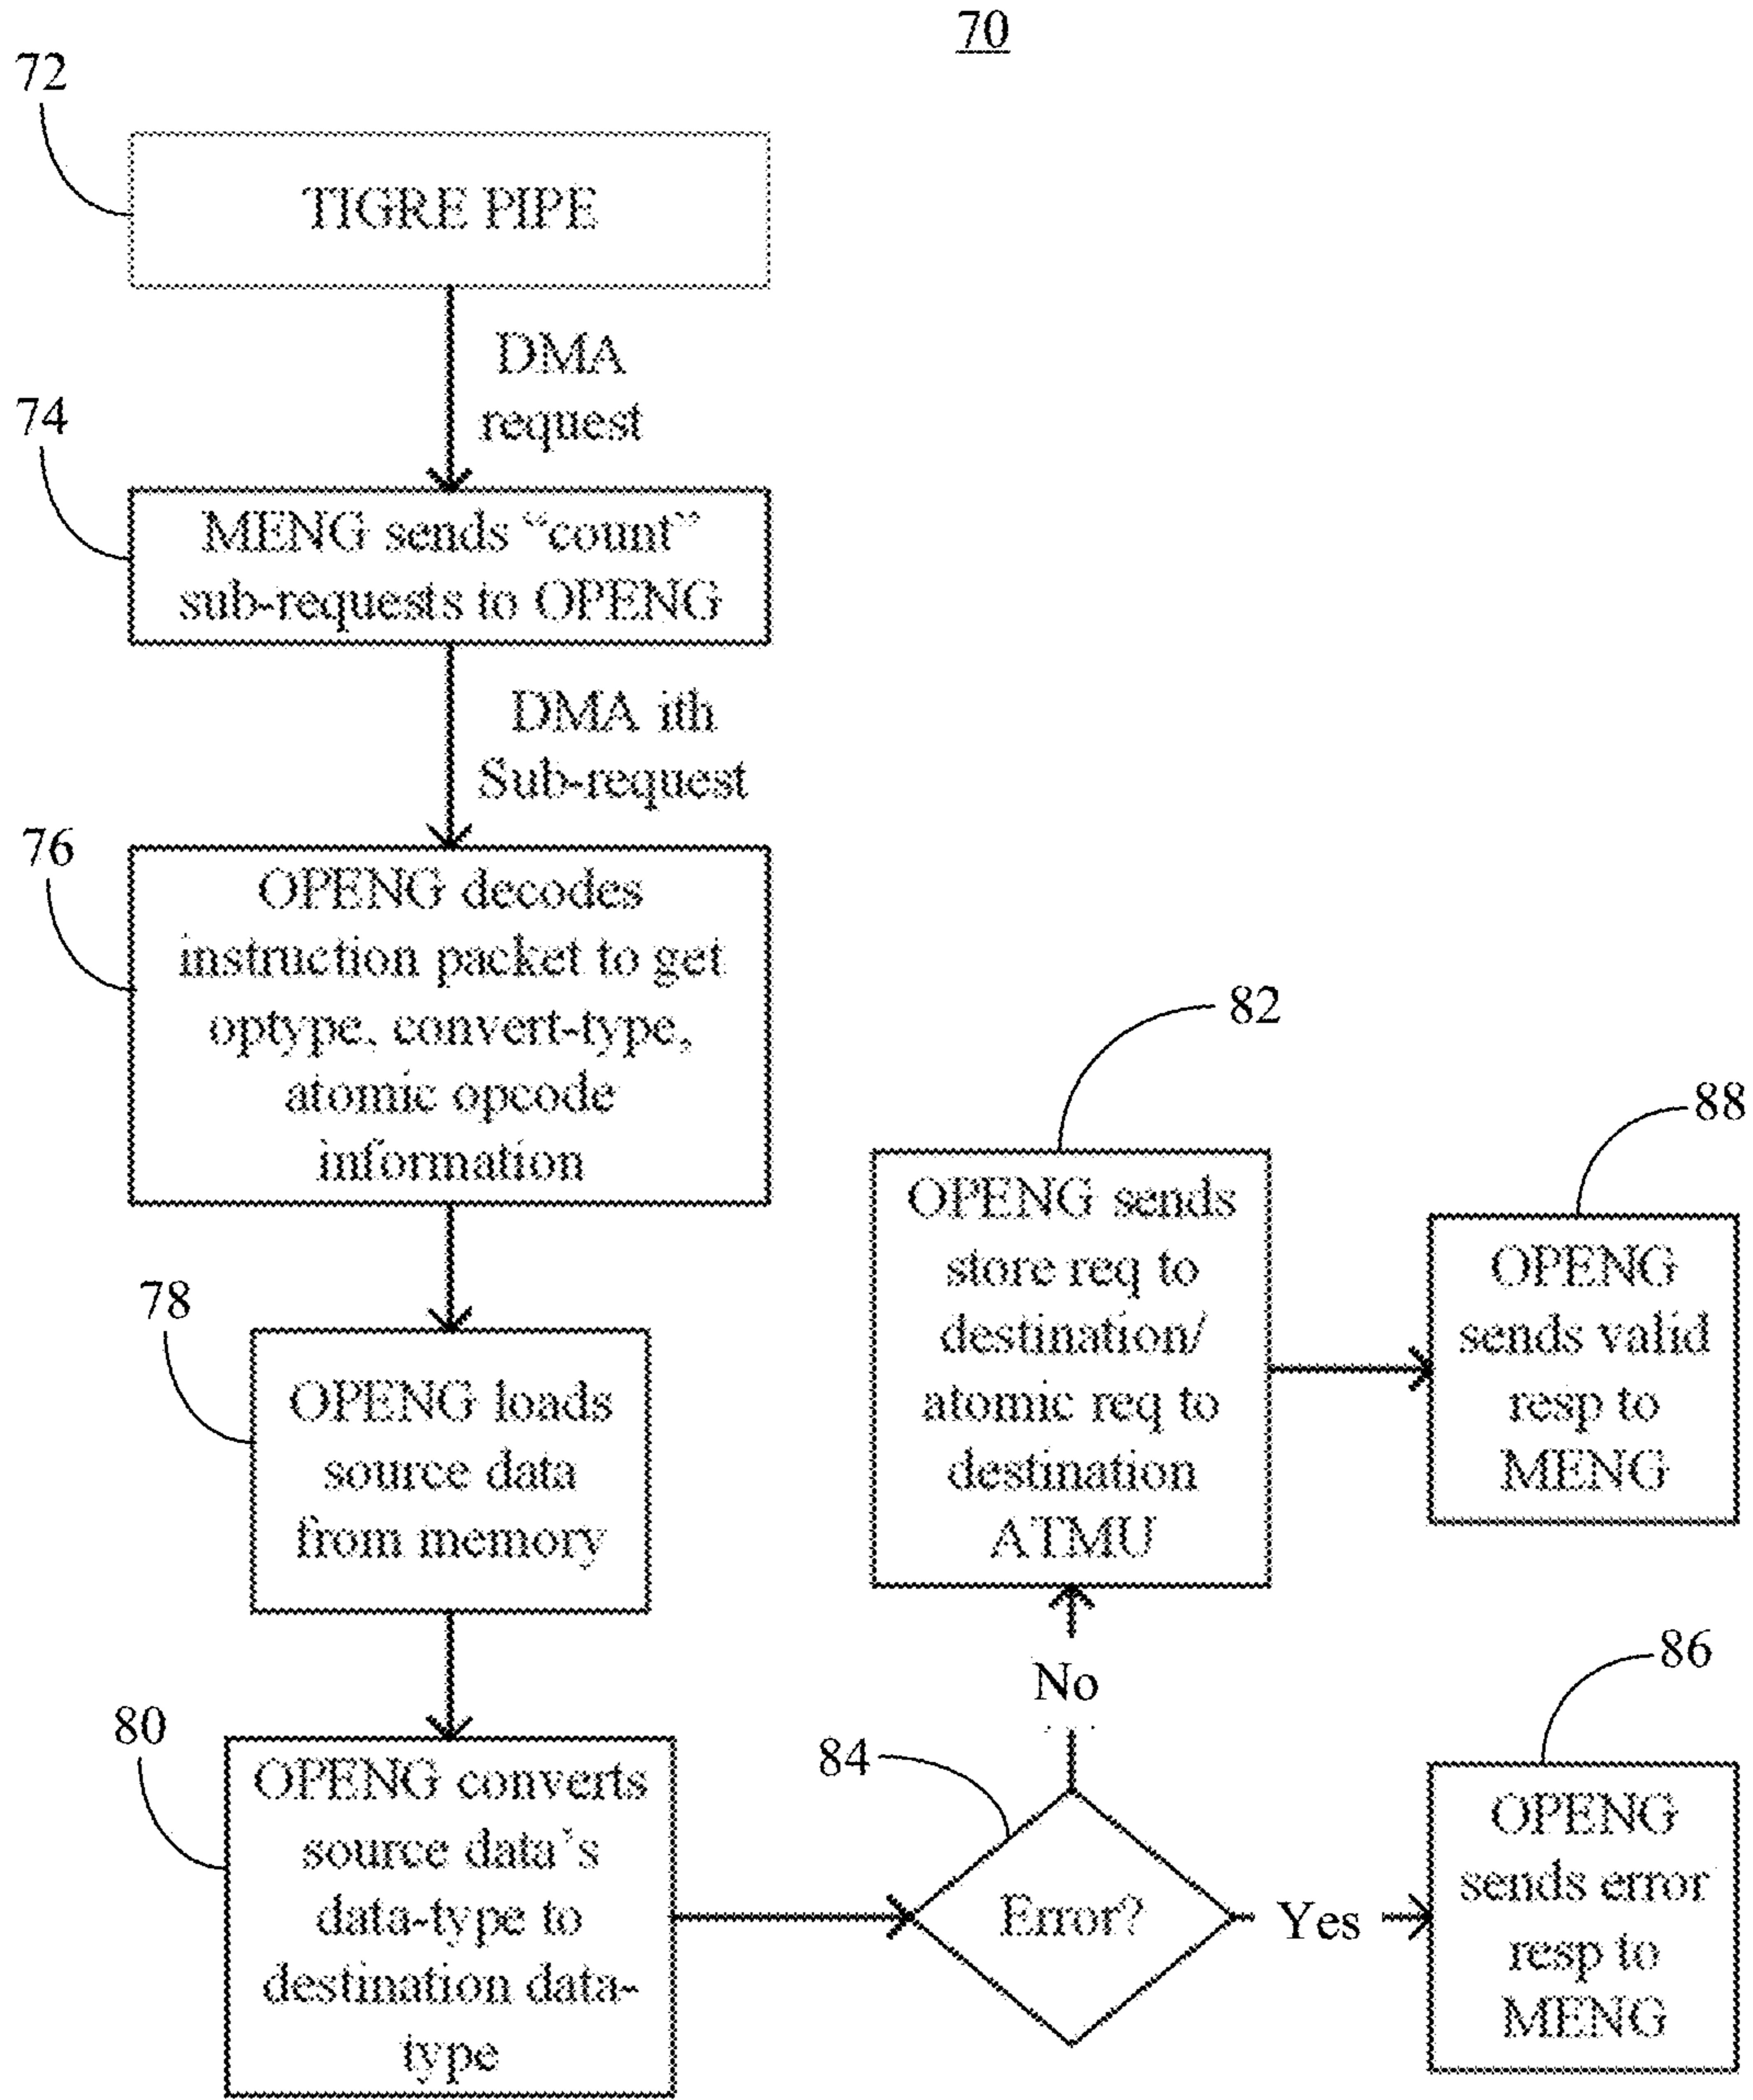 70
72
TIGRE PIPE
DMA
request
74
MENG sends “count”
sub-requests to OPENG
DMA ith
Sub-request
76
OPENG decodes
instruction packet to get
optype, convert-type,
atomic opcode
information
78
OPENG loads
source data
from memory
80
OPENG converts
source data’s
data-type to
destination data-
type
84
Error?
No
Yes
82
OPENG sends
store req to
destination/
atomic req to
destination
ATMU
88
OPENG
sends valid
resp to
MENG
86
OPENG
sends error
resp to
MENG